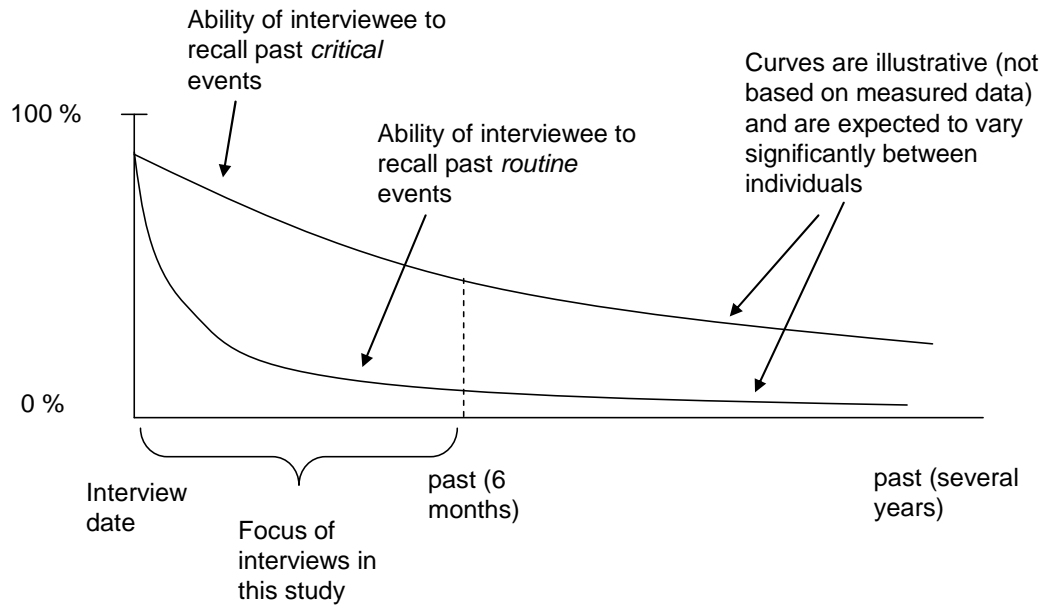 Ability of interviewee to
recall past critical
events
Curves are illustrative (not
based on measured data)
and are expected to vary
significantly between
individuals
100 %
Ability of interviewee to
recall past routine
events
0 %
Interview
date
past (6
months)
past (several
years)
Focus of
interviews in
this study